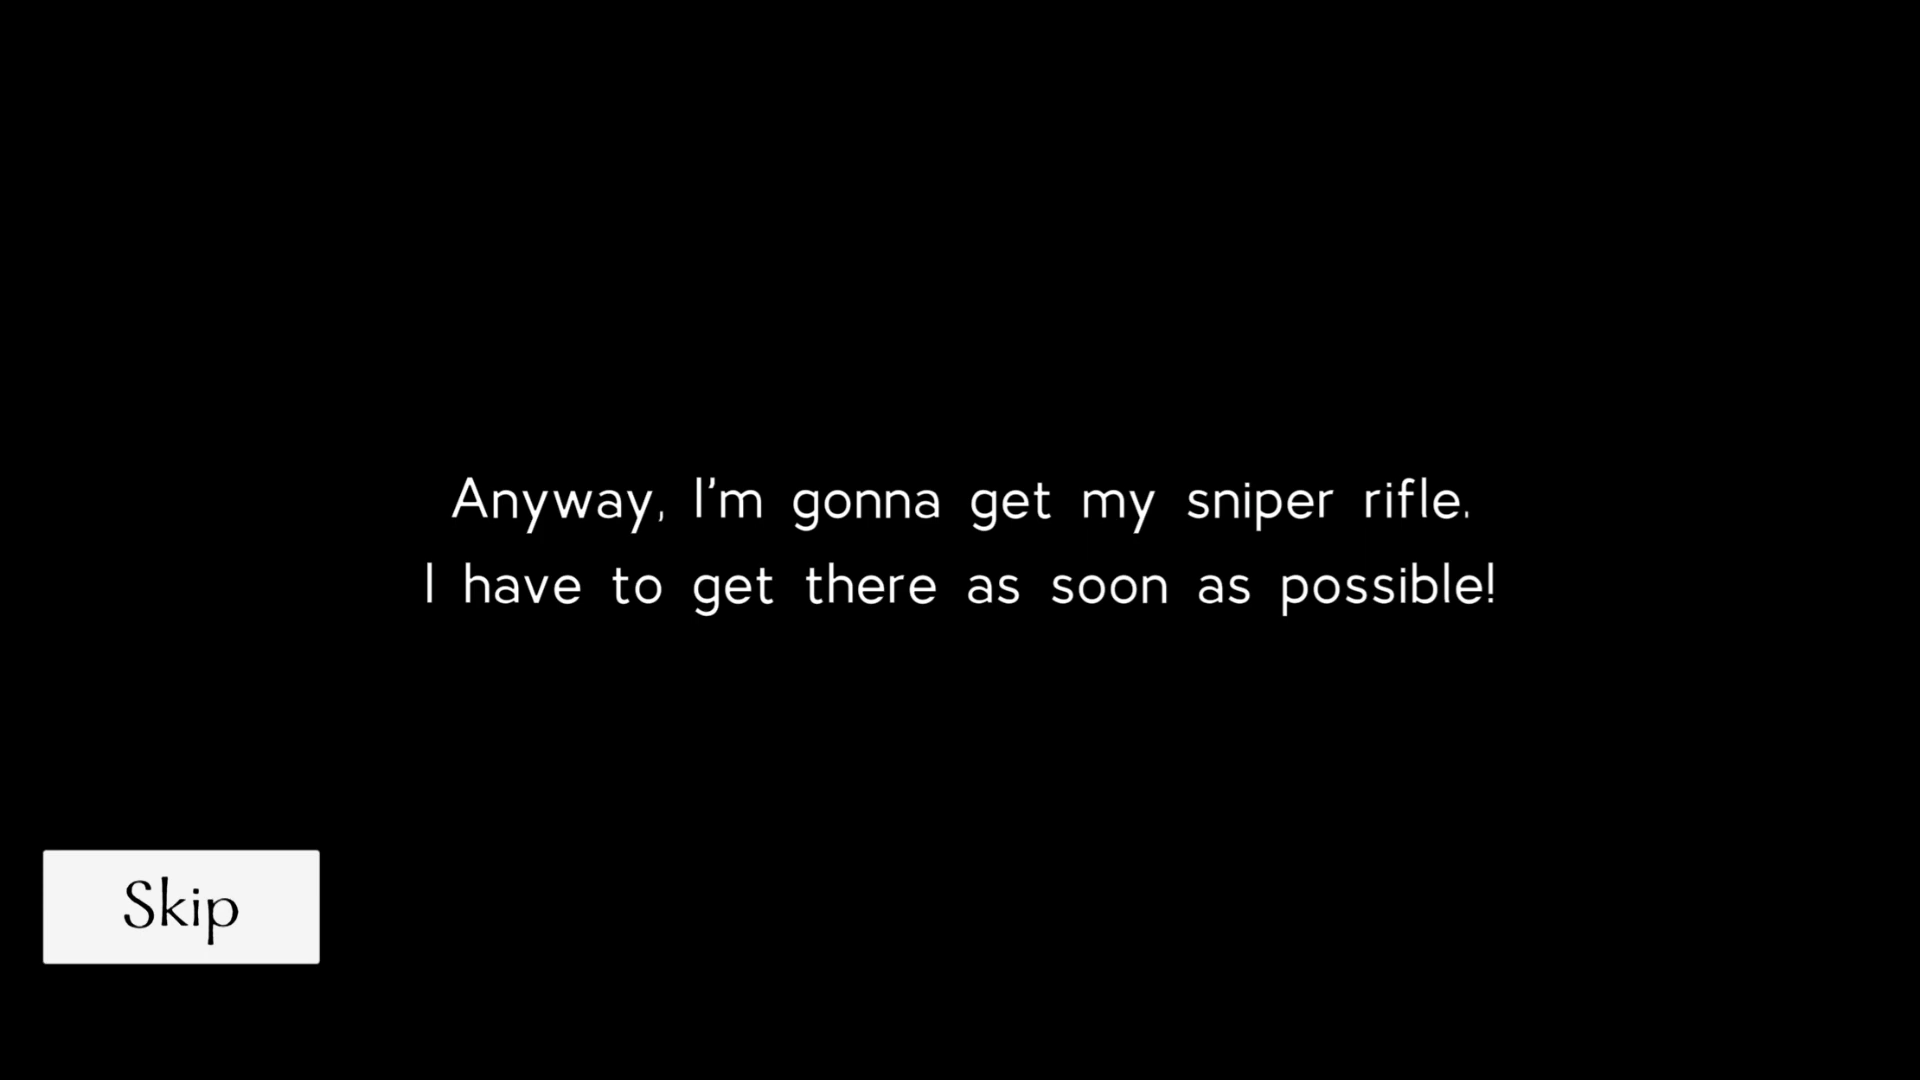 Anyway, I'm gonna get my sniper rifle.
I have to get there as soon as possible!
Skip